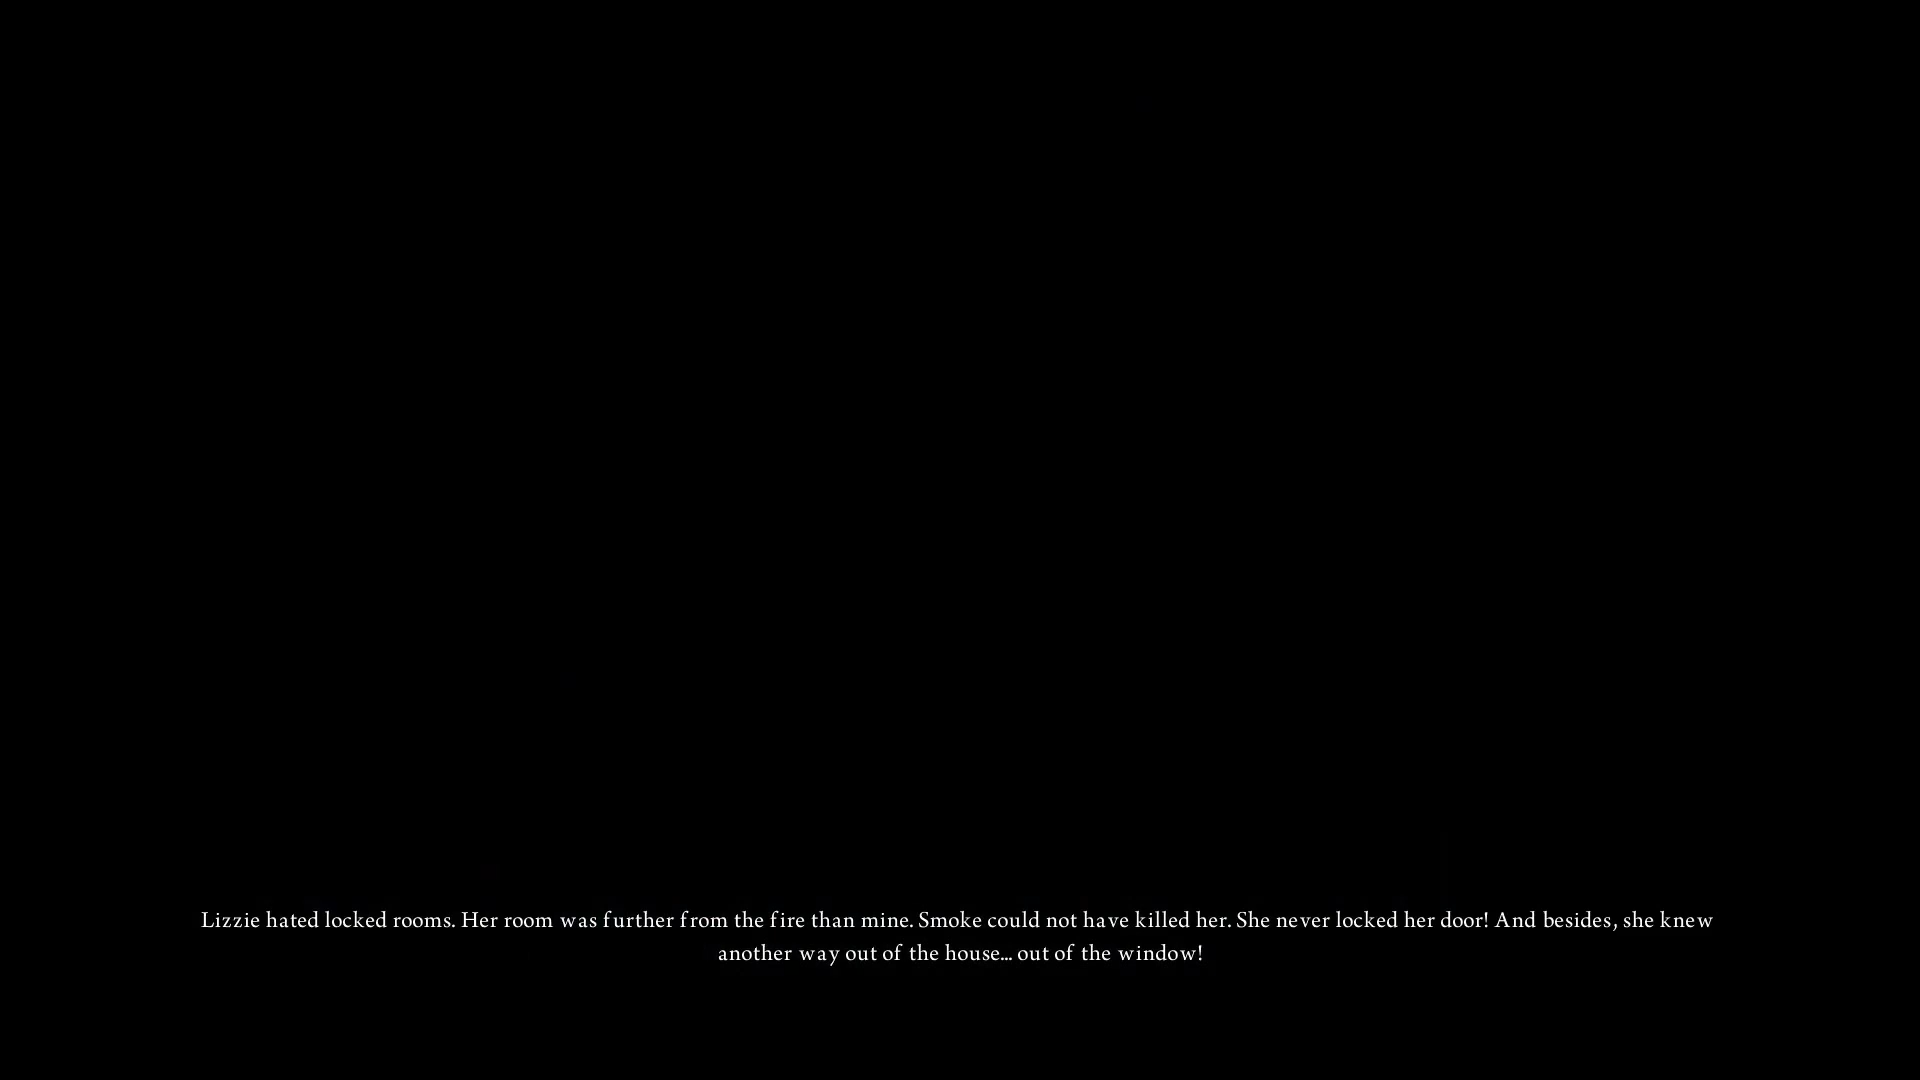 Lizzie hated locked rooms. Her room was further from the fire than mine. Smoke could not have killed her. She never locked her door! And besides, she knew
another way out of the house... out of the window!